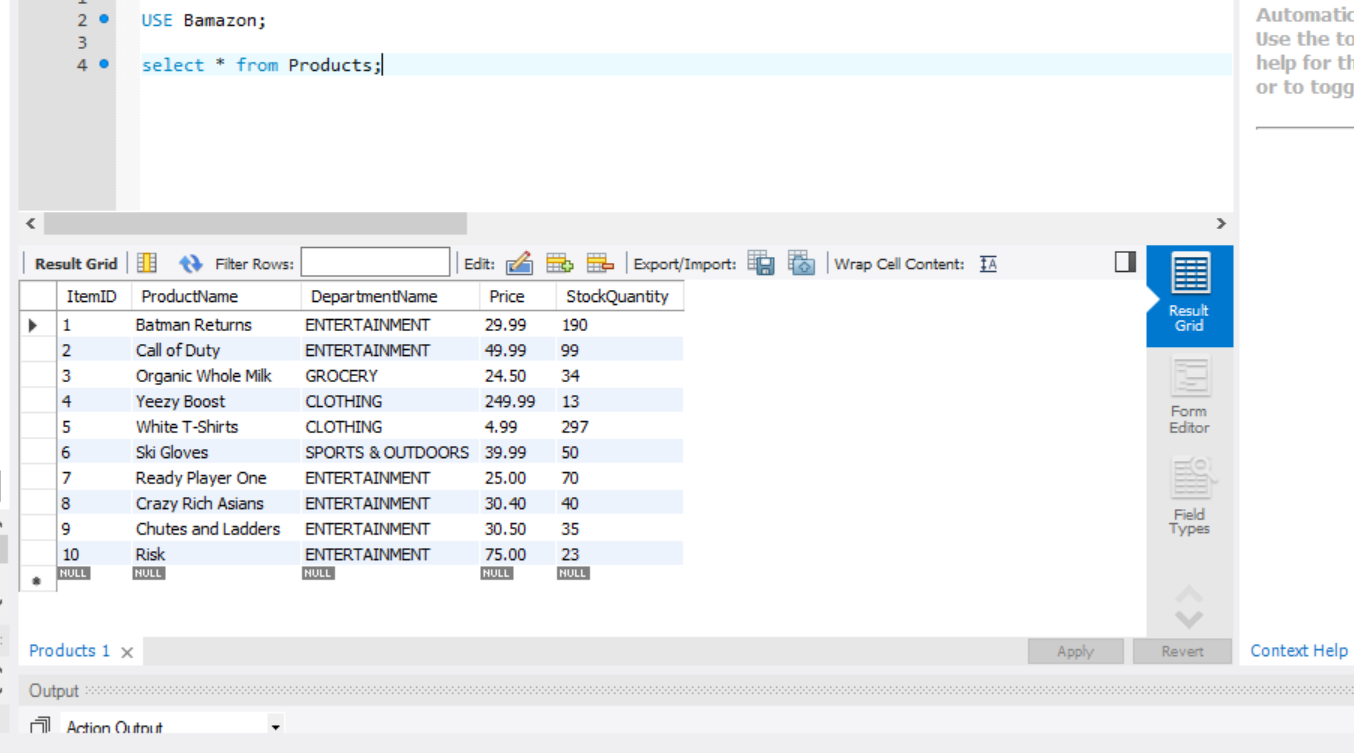 1
2 USE Bamazon;
3
4 select * from Products;
Automatic
Use the to
help for th
or to togg
Result Grid Filter Rows: Edit: Export/Import: Wrap Cell Content: IA
ItemID ProductName DepartmentName Price StockQuantity
1 Batman Returns ENTERTAINMENT 29.99 190
2 Call of Duty ENTERTAINMENT 49.99 99
3 Organic Whole Milk GROCERY 24.50 34
4 Yeezy Boost CLOTHING 249.99 13
5 White T-Shirts CLOTHING 4.99 297
6 Ski Gloves SPORTS & OUTDOORS 39.99 50
7 Ready Player One ENTERTAINMENT 25.00 70
8 Crazy Rich Asians ENTERTAINMENT 30.40 40
9 Chutes and Ladders ENTERTAINMENT 30.50 35
10 Risk ENTERTAINMENT 75.00 23
NULL NULL NULL NULL NULL
Result
Grid
Form
Editor
Field
Types
Products 1 Apply Revert Context Help
Output
Action Output